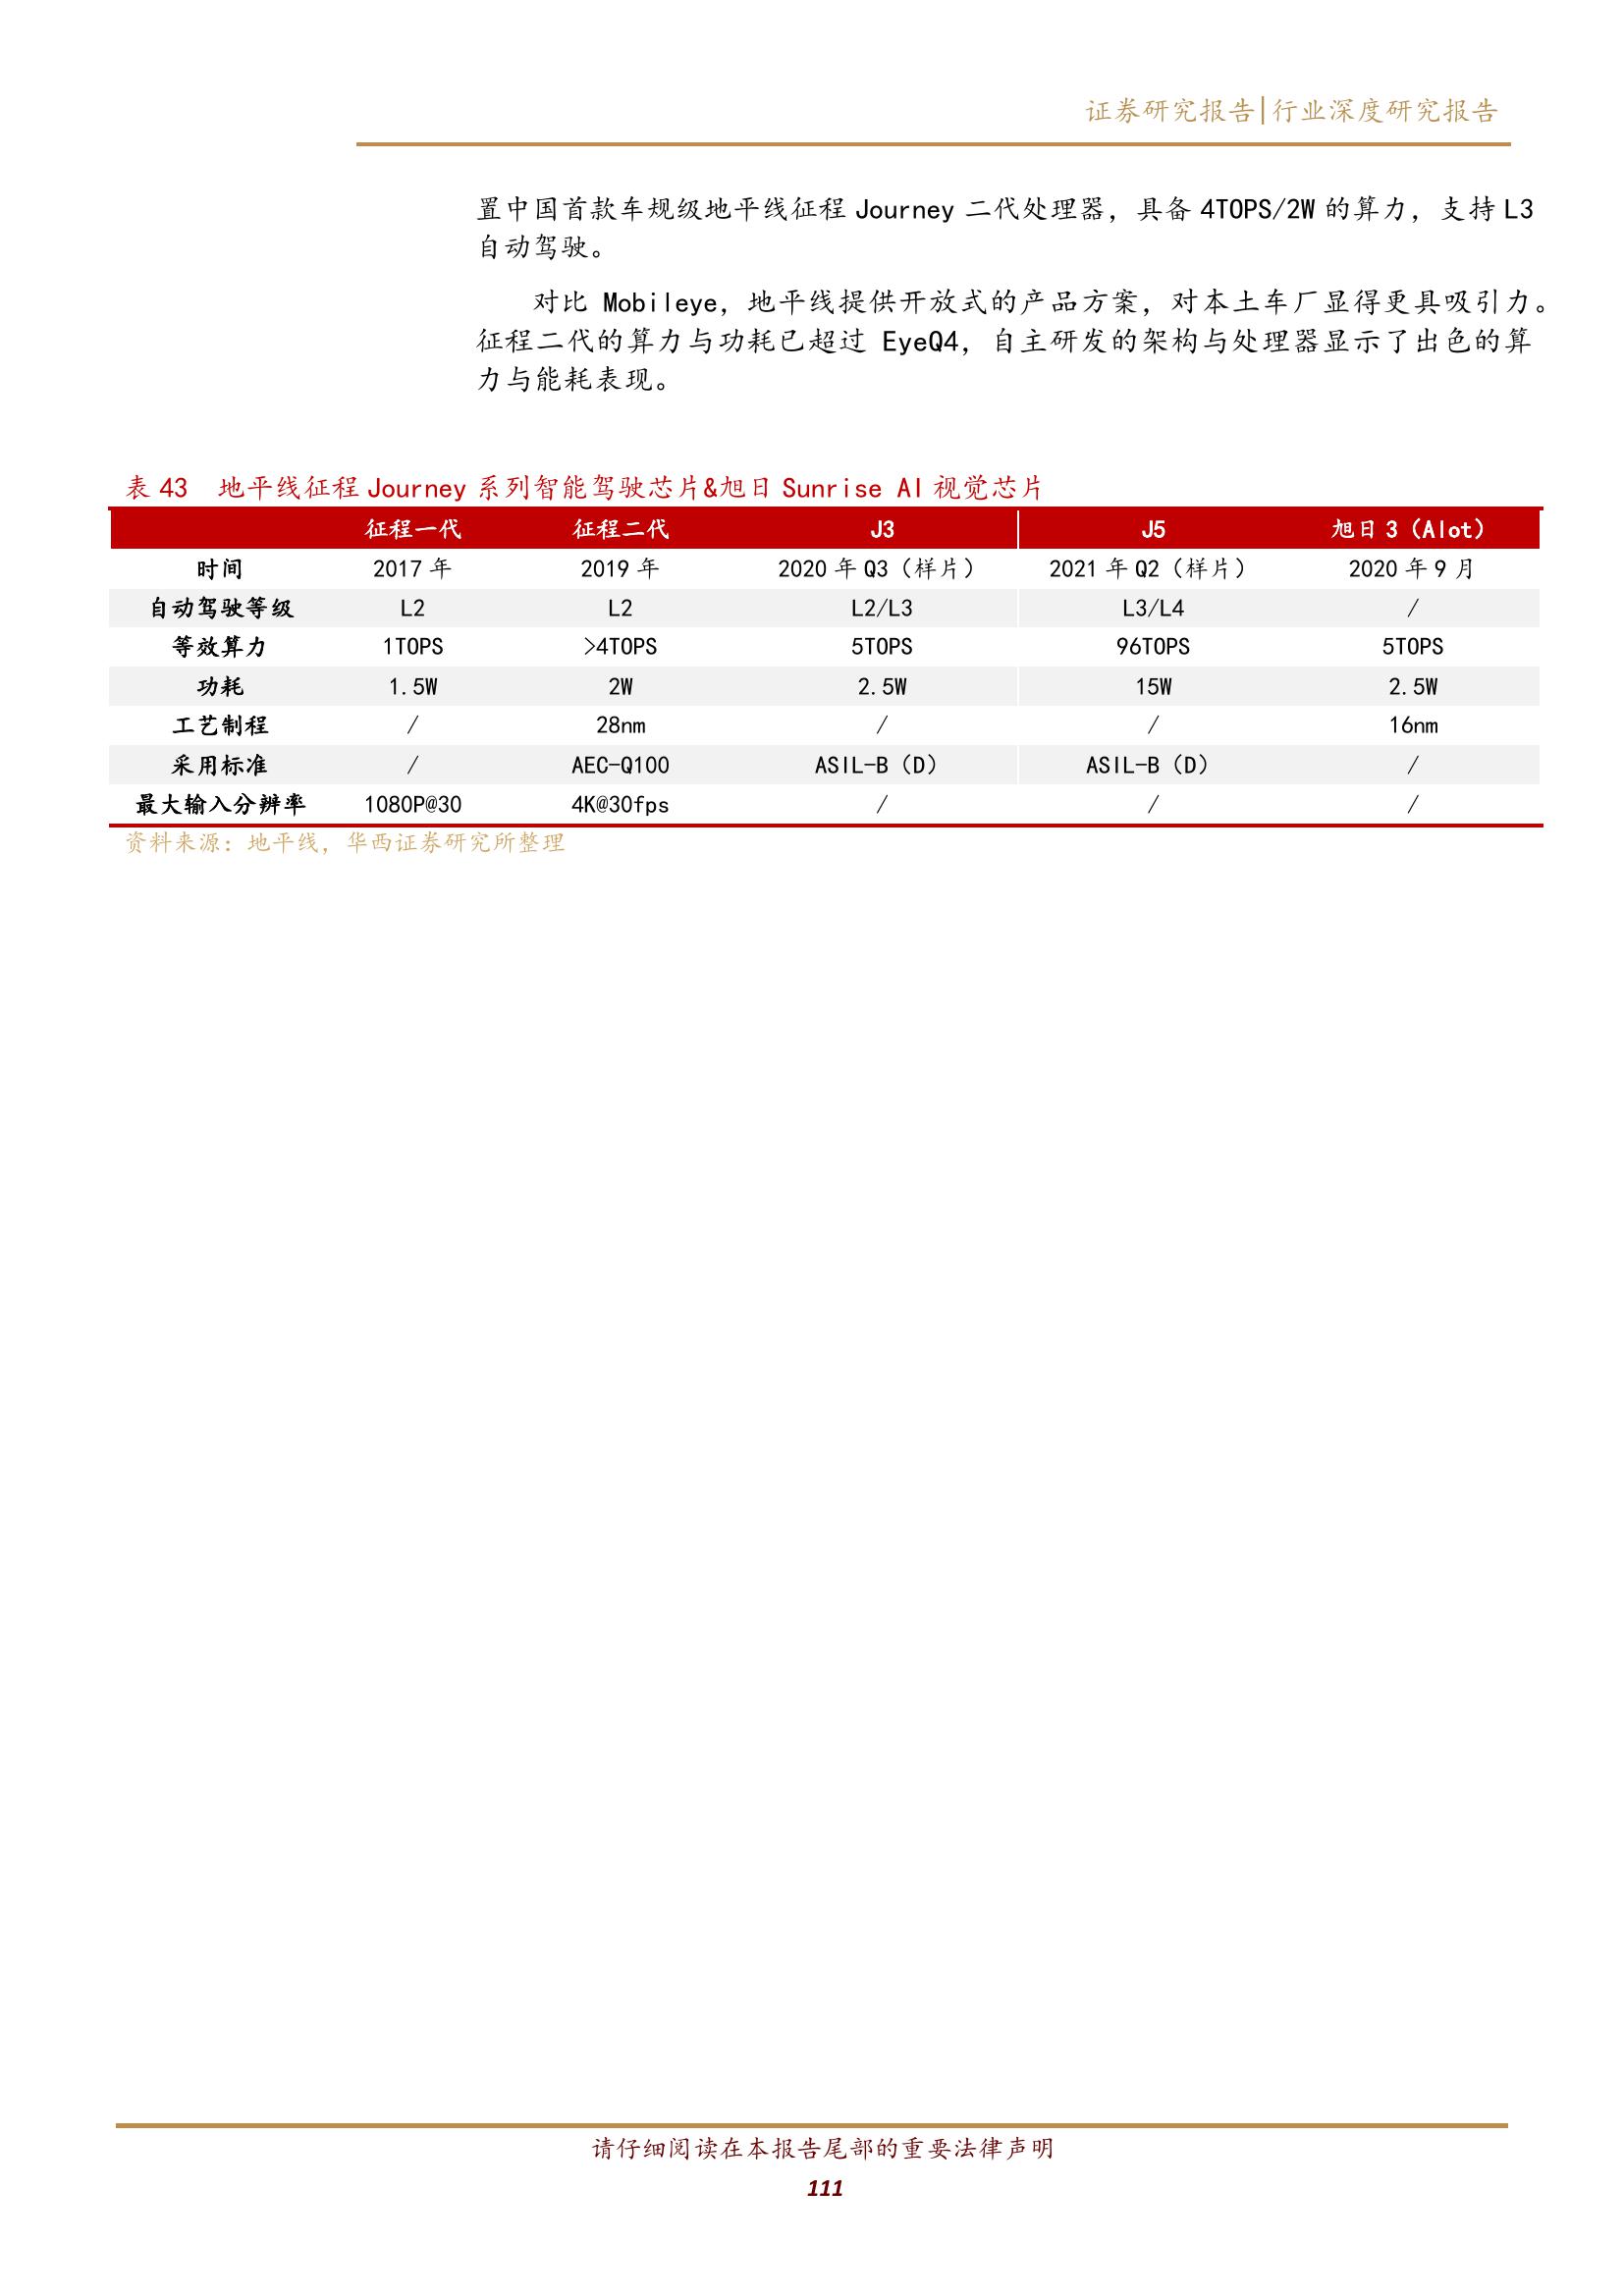 证券研究报告|行业深度研究报告
置中国首款车规级地平线征程 Journey 二代处理器，具备 4TOPS/2W 的算力，支持 L3
自动驾驶。
对比 Mobileye，地平线提供开放式的产品方案，对本土车厂显得更具吸引力。
征程二代的算力与功耗已超过 EyeQ4，自主研发的架构与处理器显示了出色的算
力与能耗表现。
表 43 地平线征程 Journey 系列智能驾驶芯片&旭日 Sunrise AI 视觉芯片
征程一代 征程二代 J3 J5 旭日 3（AIot）
时间 2017 年 2019 年 2020 年 Q3（样片） 2021 年 Q2（样片） 2020 年 9 月
自动驾驶等级 L2 L2 L2/L3 L3/L4 /
等效算力 1TOPS >4TOPS 5TOPS 96TOPS 5TOPS
功耗 1.5W 2W 2.5W 15W 2.5W
工艺制程 / 28nm / / 16nm
采用标准 / AEC-Q100 ASIL-B（D） ASIL-B（D） /
最大输入分辨率 1080P@30 4K@30fps / / /
资料来源：地平线，华西证券研究所整理
请仔细阅读在本报告尾部的重要法律声明
111